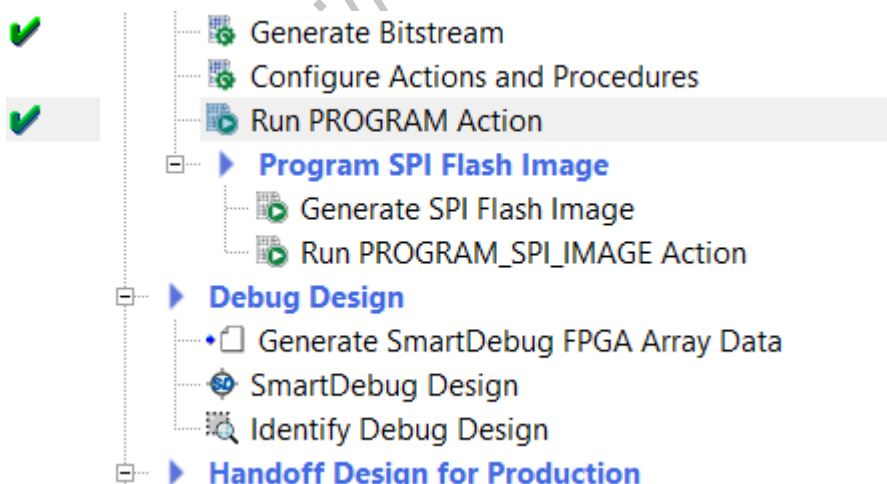 Generate Bitstream
Configure Actions and Procedures
Run PROGRAM Action
Program SPI Flash Image
Generate SPI Flash Image
Run PROGRAM_SPI_IMAGE Action
Debug Design
Generate SmartDebug FPGA Array Data
SD SmartDebug Design
Identify Debug Design
Handoff Design for Production